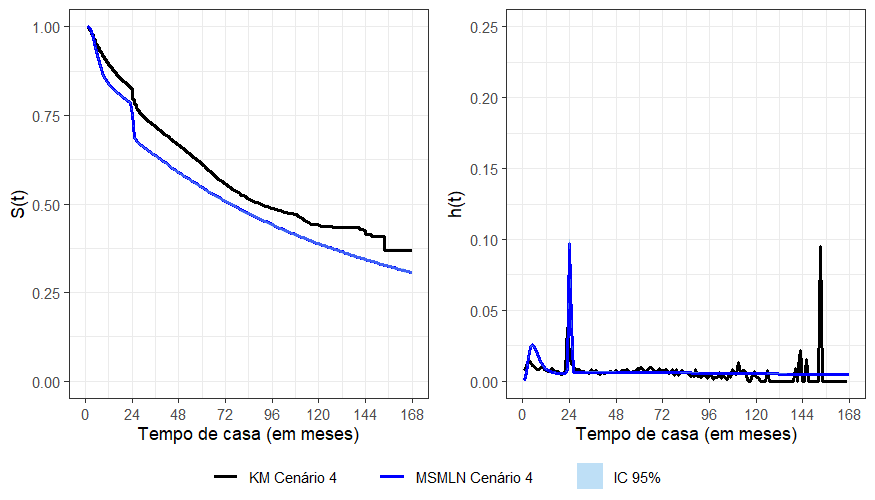 S(t)
1.00
0.75
0.50
0.25
0.00
0 24 48 72 96 120 144 168
Tempo de casa (em meses)
h(t)
0.25
0.20
0.15
0.10
0.05
0.00
0 24 48 72 96 120 144 168
Tempo de casa (em meses)
KM Cenário 4 MSMLN Cenário 4 IC 95%